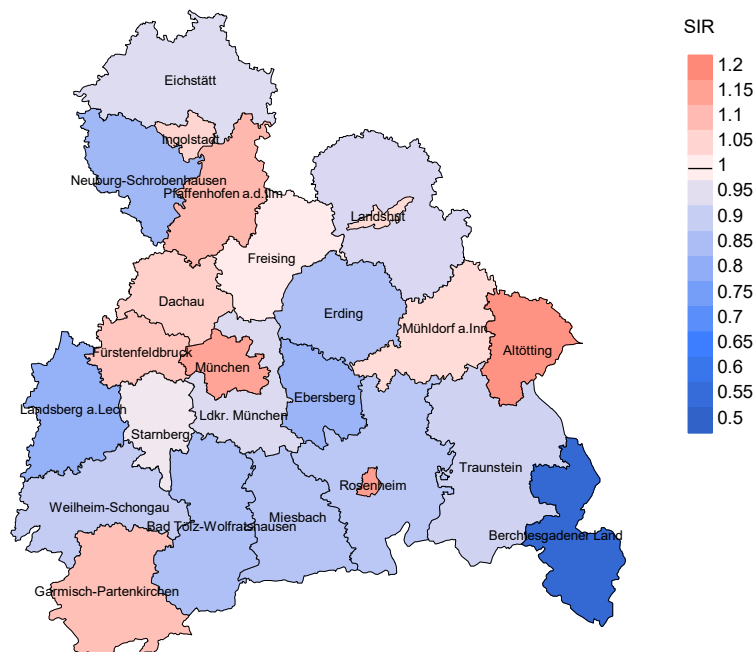 SIR
1.2
1.15
1.1
1.05
1
0.95
0.9
0.85
0.8
0.75
0.7
0.65
0.6
0.55
0.5
Eichstätt
Ingolstadt
Neuburg-Schrobenhausen
Pfaffenhofen a.d.Ilm
Landshut
Freising
Dachau
Erding
Mühldorf a.Inn
Altötting
Fürstenfeldbruck
München
Ebersberg
Landsberg a.Lech
Ldkr. München
Starnberg
Traunstein
Rosenheim
Weilheim-Schongau
Miesbach
Bad Tölz-Wolfratshausen
Berchtesgadener Land
Garmisch-Partenkirchen